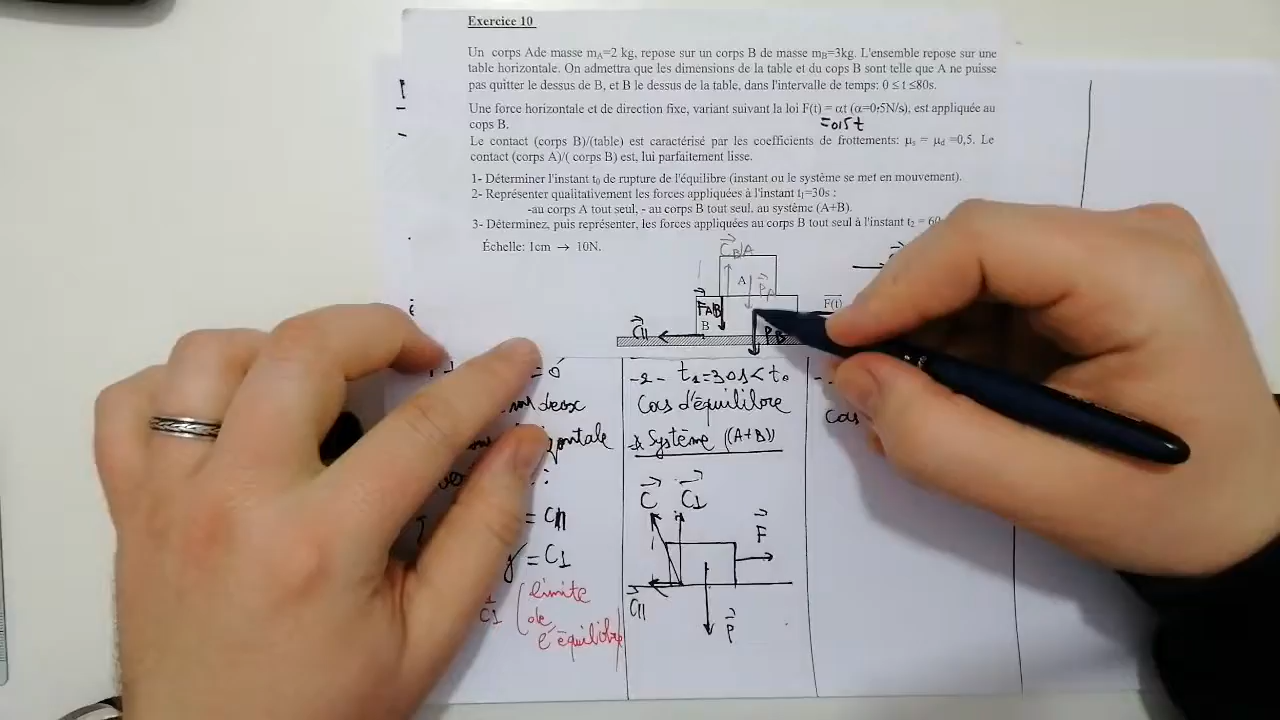 Exercice 10
Un corps Ade masse mA=2 kg, repose sur un corps B de masse mB=3kg. L'ensemble repose sur une
table horizontale. On admettra que les dimensions de la table et du cops B sont telle que A ne puisse
pas quitter le dessus de B, et B le dessus de la table, dans l'intervalle de temps: 0 ≤ t ≤80s.
Une force horizontale et de direction fixe, variant suivant la loi F(t) = αt (α=0.5N/s), est appliquée au
cops B.
=0,5t
Le contact (corps B)/(table) est caractérisé par les coefficients de frottements: μs = μd =0,5. Le
contact (corps A)/( corps B) est, lui parfaitement lisse.
1- Déterminer l'instant t0 de rupture de l'équilibre (instant ou le système se met en mouvement).
2- Représenter qualitativement les forces appliquées à l'instant t1=30s :
-au corps A tout seul, - au corps B tout seul, au système (A+B).
3- Déterminez, puis représenter, les forces appliquées au corps B tout seul à l'instant t2 = 60
Échelle: 1cm → 10N.
CB/A
A
PA
FAB
B
PB
C||
F(t)
= 0
deux
horizontale
= C||
= C⊥
C⊥
(limite
de
l'équilibre)
-2- t1=30s < t0
Cas d'équilibre
* Système (A+B)
C C⊥
F
C||
P
Cas